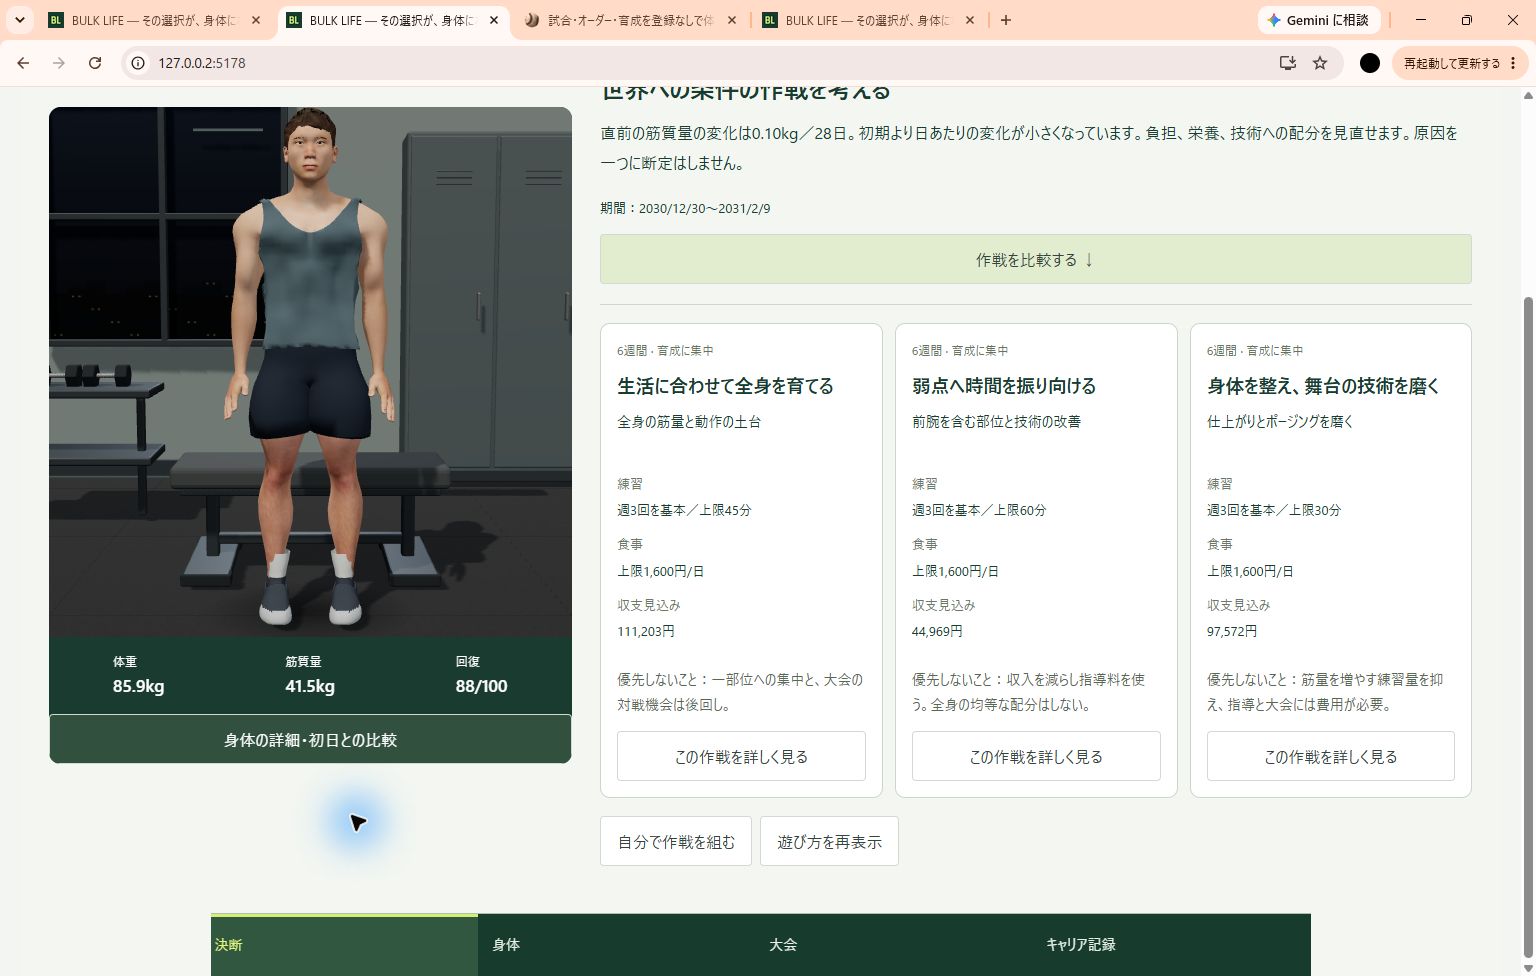 BULK LIFE — その選択が、身体に
BULK LIFE — その選択が、身体に
試合・オーダー・育成を登録なしで体
BULK LIFE — その選択が、身体に
Gemini に相談
127.0.0.2:5178
再起動して更新する
世界への条件の作戦を考える
直前の筋質量の変化は0.10kg／28日。初期より日あたりの変化が小さくなっています。負担、栄養、技術への配分を見直せます。原因を
一つに断定はしません。
期間：2030/12/30～2031/2/9
作戦を比較する ↓
6週間 · 育成に集中
生活に合わせて全身を育てる
全身の筋量と動作の土台
練習
週3回を基本／上限45分
食事
上限1,600円/日
収支見込み
111,203円
優先しないこと：一部位への集中と、大会の
対戦機会は後回し。
この作戦を詳しく見る
6週間 · 育成に集中
弱点へ時間を振り向ける
前腕を含む部位と技術の改善
練習
週3回を基本／上限60分
食事
上限1,600円/日
収支見込み
44,969円
優先しないこと：収入を減らし指導料を使
う。全身の均等な配分はしない。
この作戦を詳しく見る
6週間 · 育成に集中
身体を整え、舞台の技術を磨く
仕上がりとポージングを磨く
練習
週3回を基本／上限30分
食事
上限1,600円/日
収支見込み
97,572円
優先しないこと：筋量を増やす練習量を抑
え、指導と大会には費用が必要。
この作戦を詳しく見る
体重
85.9kg
筋質量
41.5kg
回復
88/100
身体の詳細・初日との比較
自分で作戦を組む
遊び方を再表示
決断
身体
大会
キャリア記録